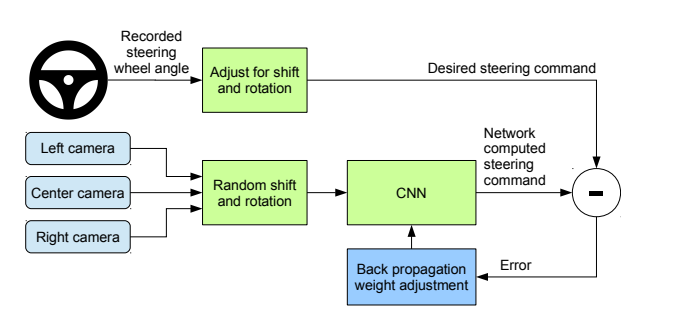 Recorded
steering
wheel angle
Adjust for shift
and rotation
Desired steering command
Left camera
Center camera
Right camera
Random shift
and rotation
CNN
Network
computed
steering
command
-
Back propagation
weight adjustment
Error